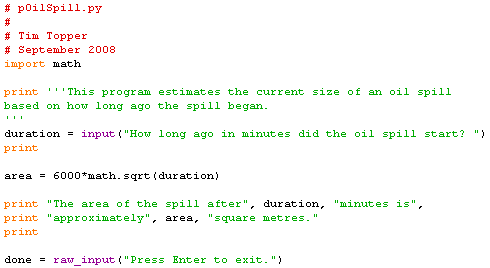 # pOilSpill.py
#
# Tim Topper
# September 2008
import math
print '''This program estimates the current size of an oil spill
based on how long ago the spill began.
'''
duration = input("How long ago in minutes did the oil spill start? ")
print
area = 6000*math.sqrt(duration)
print "The area of the spill after", duration, "minutes is",
print "approximately", area, "square metres."
print
done = raw_input("Press Enter to exit.")